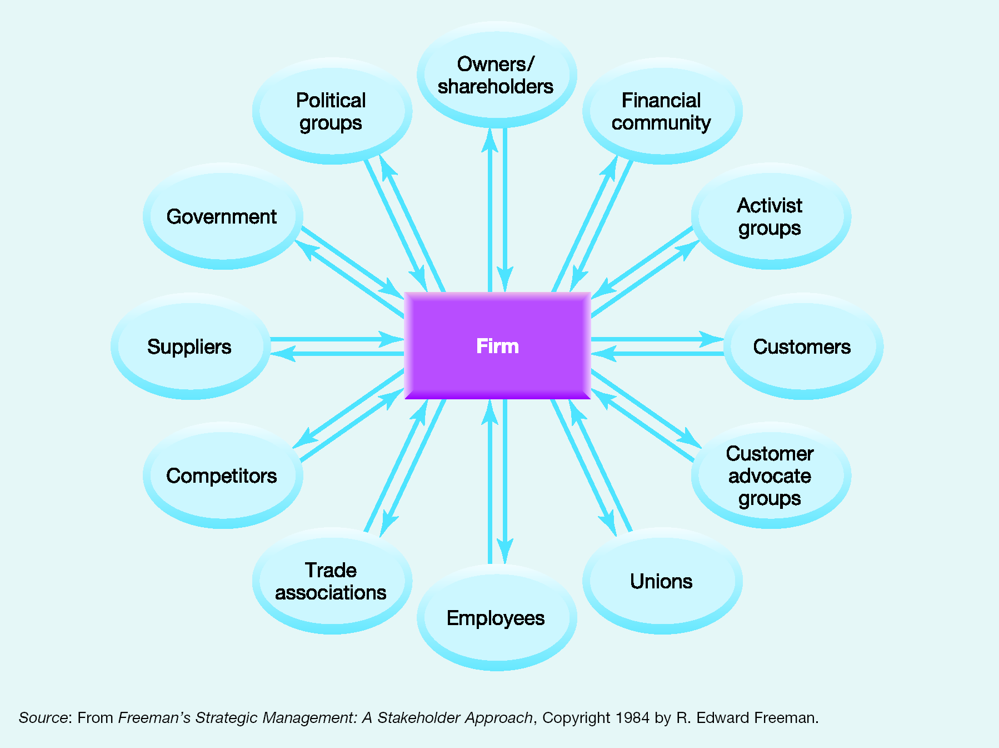 Owners/
shareholders
Political
groups
Financial
community
Government
Activist
groups
Suppliers
Firm
Customers
Competitors
Customer
advocate
groups
Trade
associations
Employees
Unions
Source: From Freeman’s Strategic Management: A Stakeholder Approach, Copyright 1984 by R. Edward Freeman.